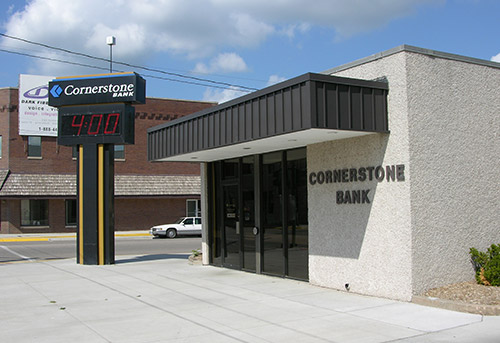 Cornerstone
BANK
4:00
DARK FIBER
VOICE
CORNERSTONE
BANK